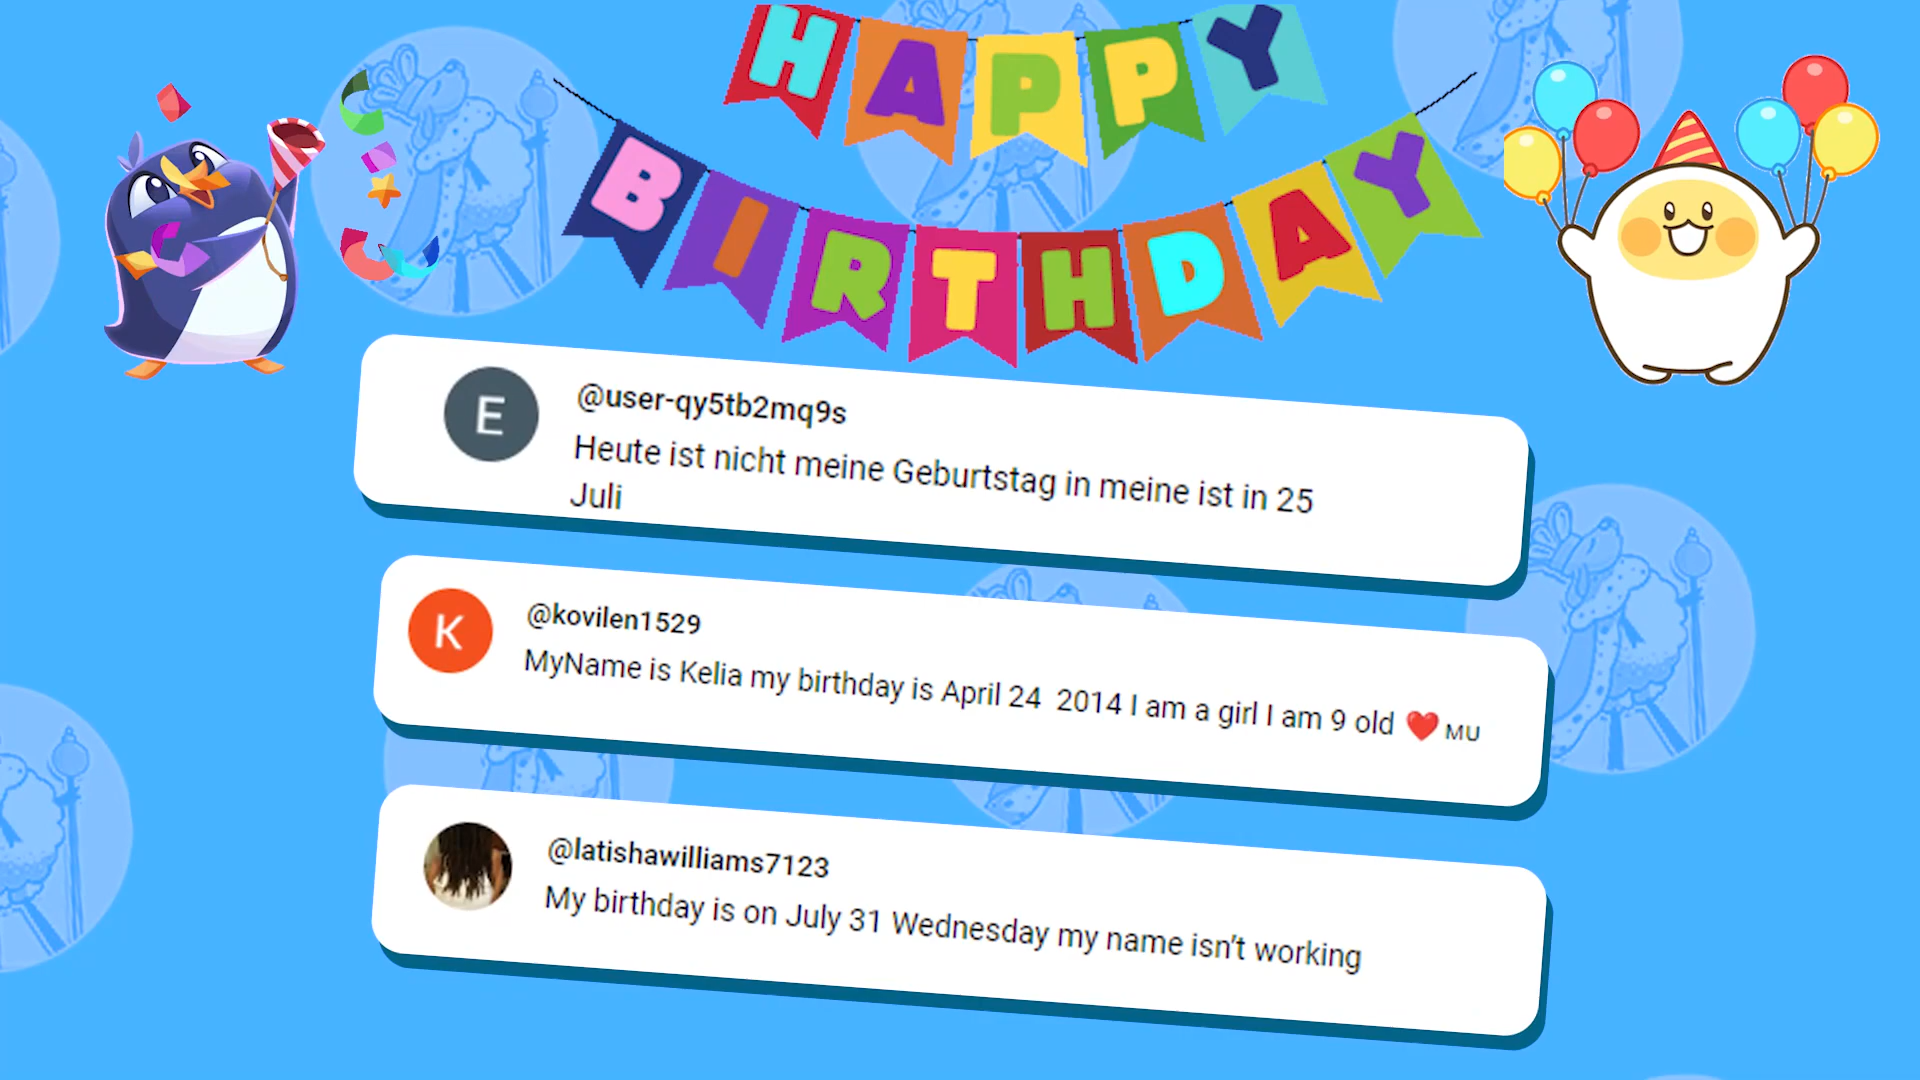 HAPPY
BIRTHDAY
E
@user-qy5tb2mq9s
Heute ist nicht meine Geburtstag in meine ist in 25
Juli
K
@kovilen1529
MyName is Kelia my birthday is April 24 2014 I am a girl I am 9 old ❤️ MU
@latishawilliams7123
My birthday is on July 31 Wednesday my name isn't working